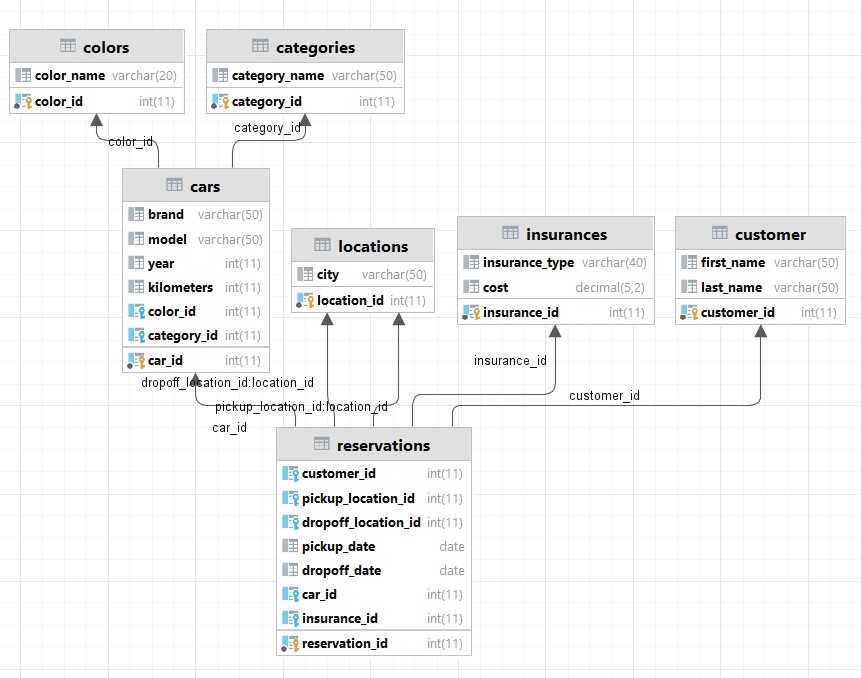 colors
color_name varchar(20)
color_id int(11)
categories
category_name varchar(50)
category_id int(11)
color_id
category_id
cars
brand varchar(50)
model varchar(50)
year int(11)
kilometers int(11)
color_id int(11)
category_id int(11)
car_id int(11)
locations
city varchar(50)
location_id int(11)
insurances
insurance_type varchar(40)
cost decimal(5,2)
insurance_id int(11)
customer
first_name varchar(50)
last_name varchar(50)
customer_id int(11)
dropoff_location_id:location_id
pickup_location_id:location_id
car_id
insurance_id
customer_id
reservations
customer_id int(11)
pickup_location_id int(11)
dropoff_location_id int(11)
pickup_date date
dropoff_date date
car_id int(11)
insurance_id int(11)
reservation_id int(11)